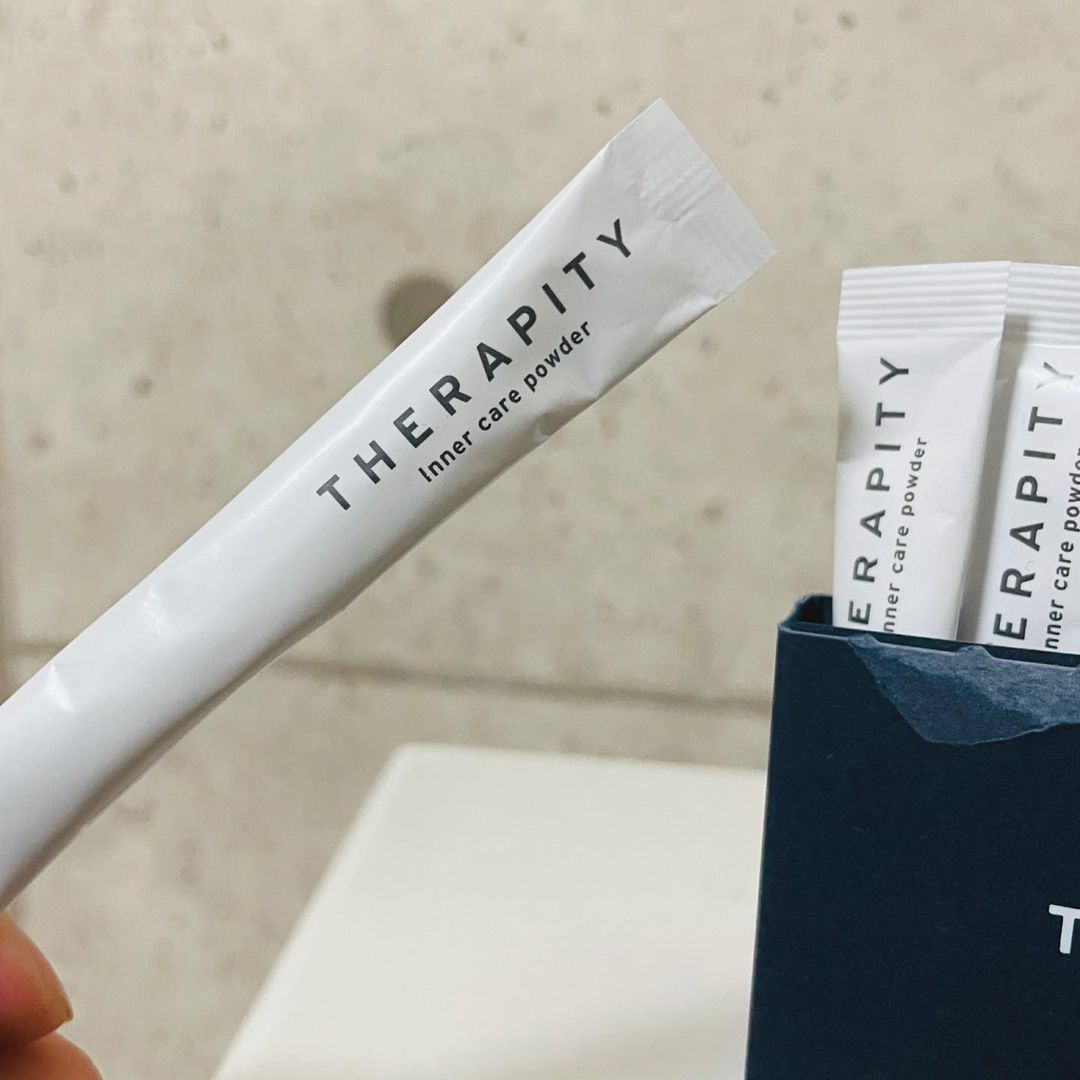 THERAPITY
Inner care powder
ERAPITY
nner care powder
ERAPITY
nner care powder
T